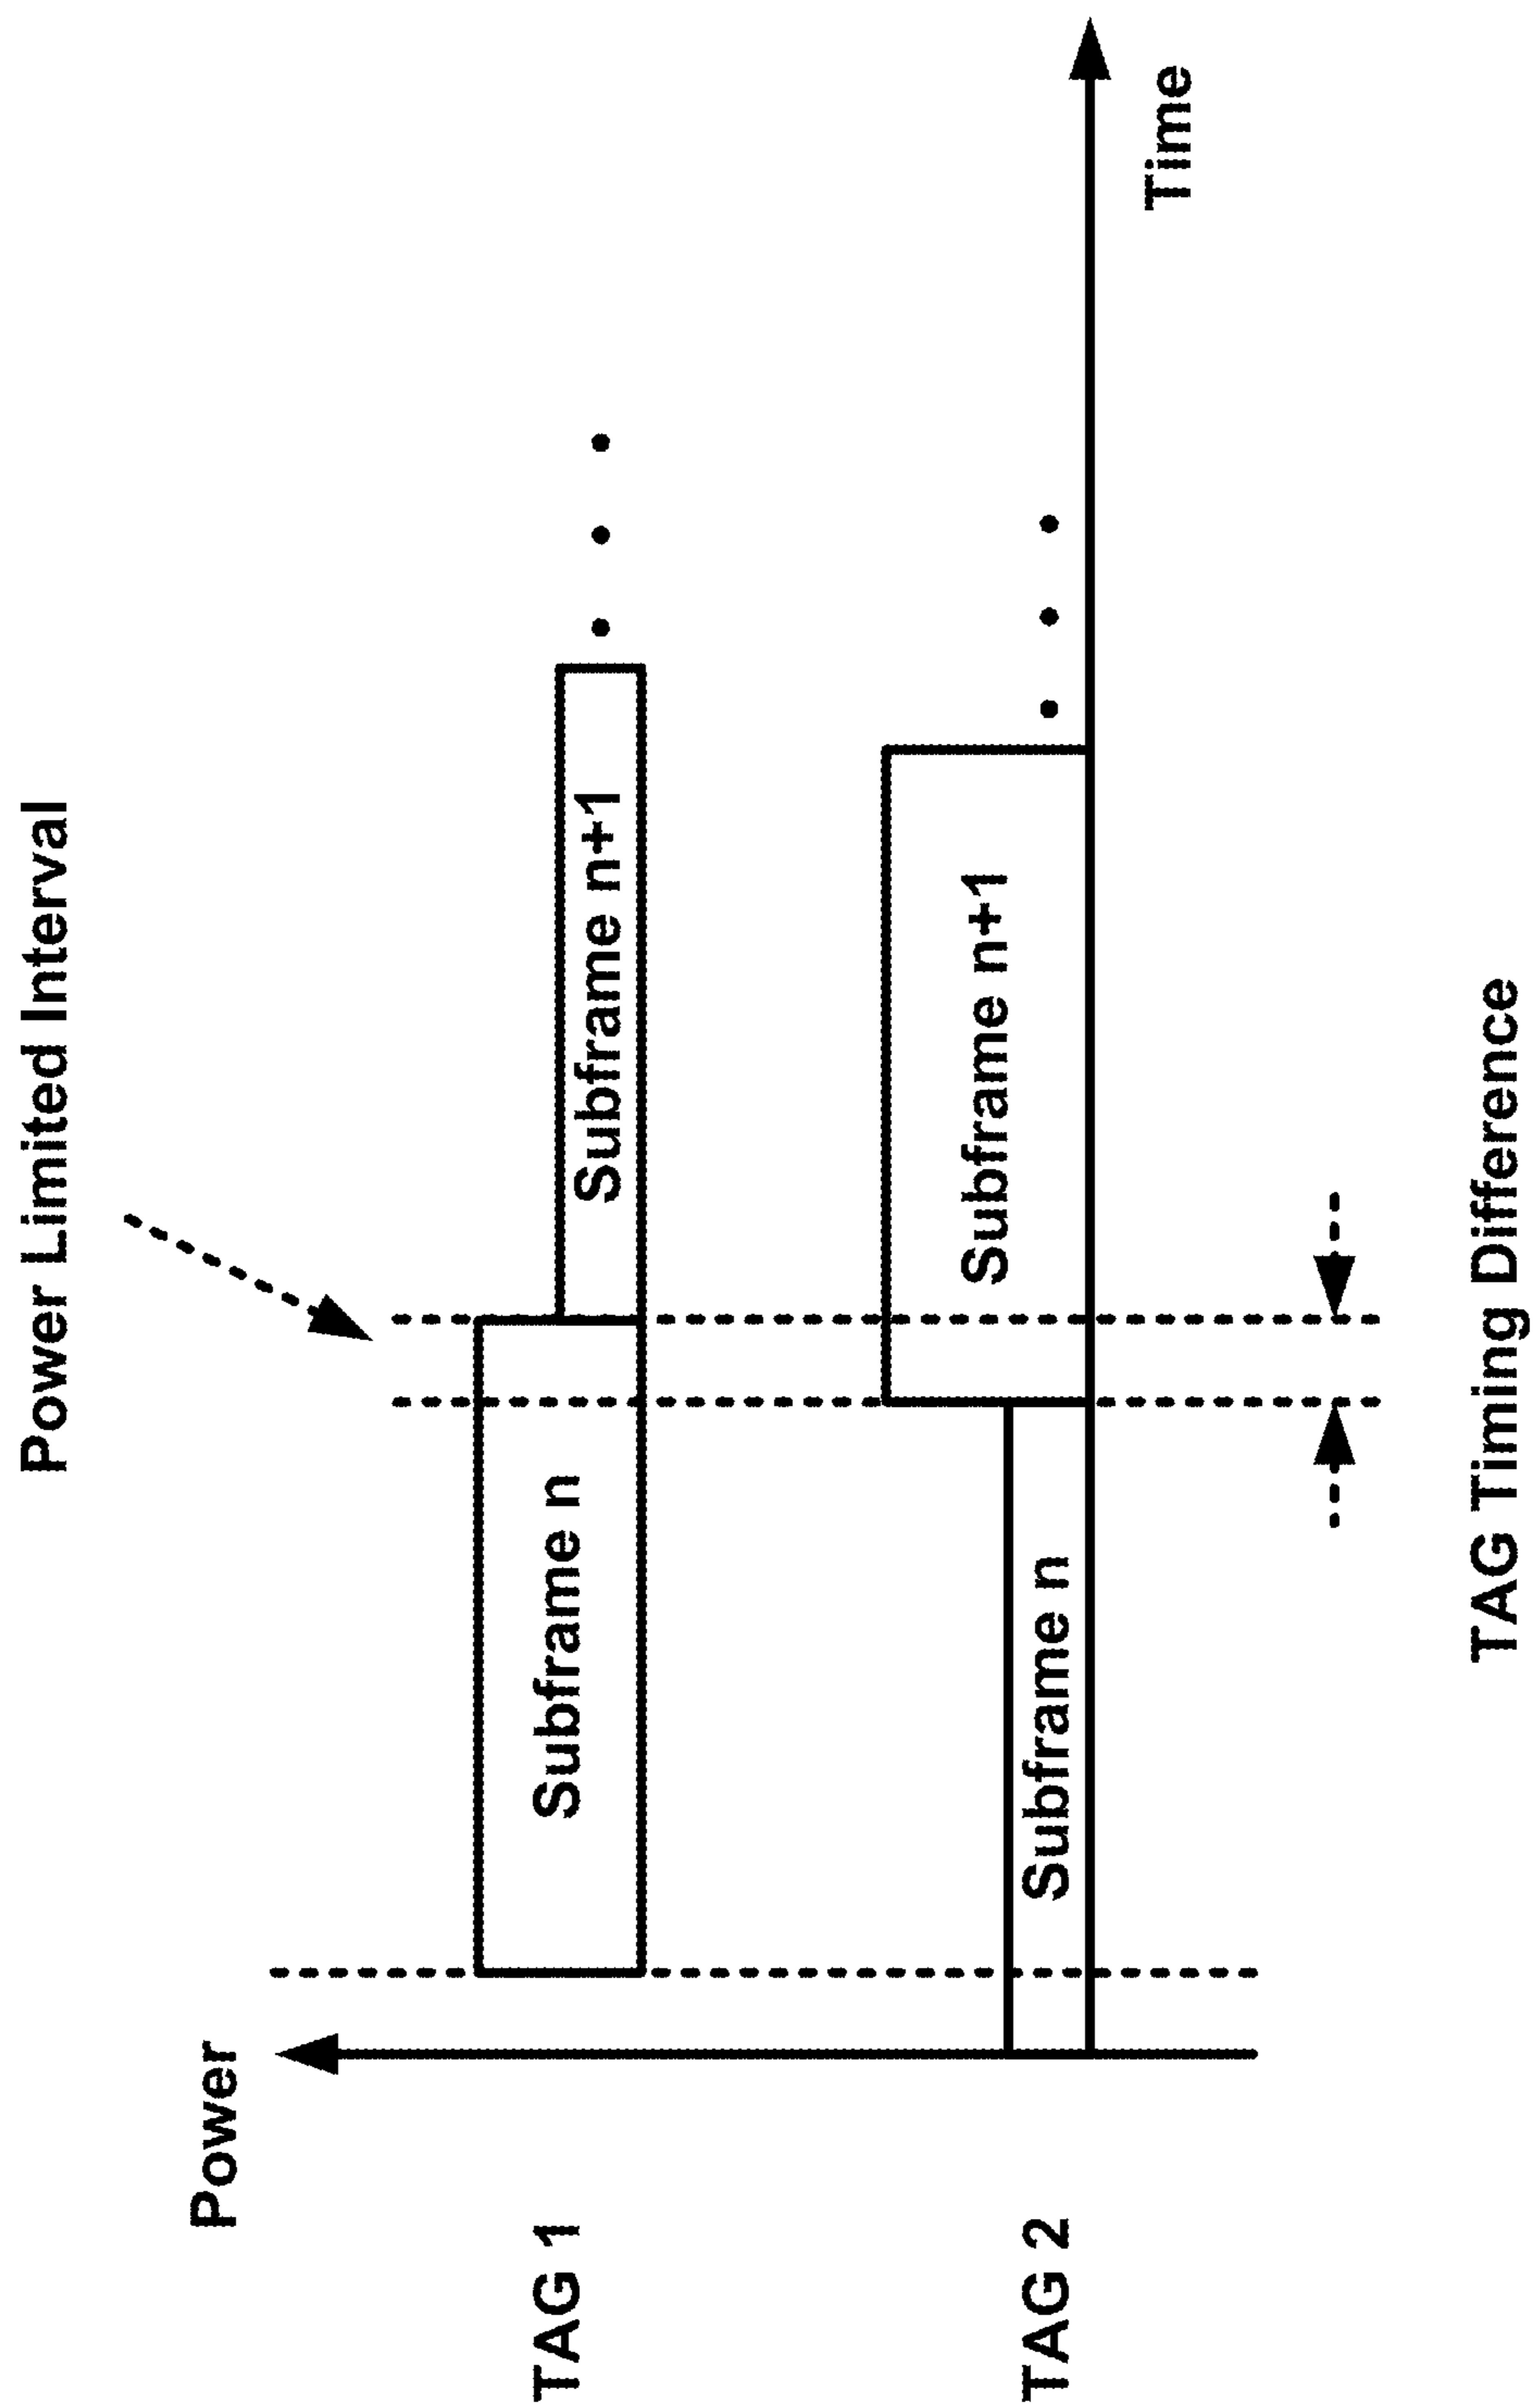 Power Limited Interval
Power
TAG 1
Subframe n
Subframe n+1
TAG 2
Subframe n
Subframe n+1
Time
TAG Timing Difference